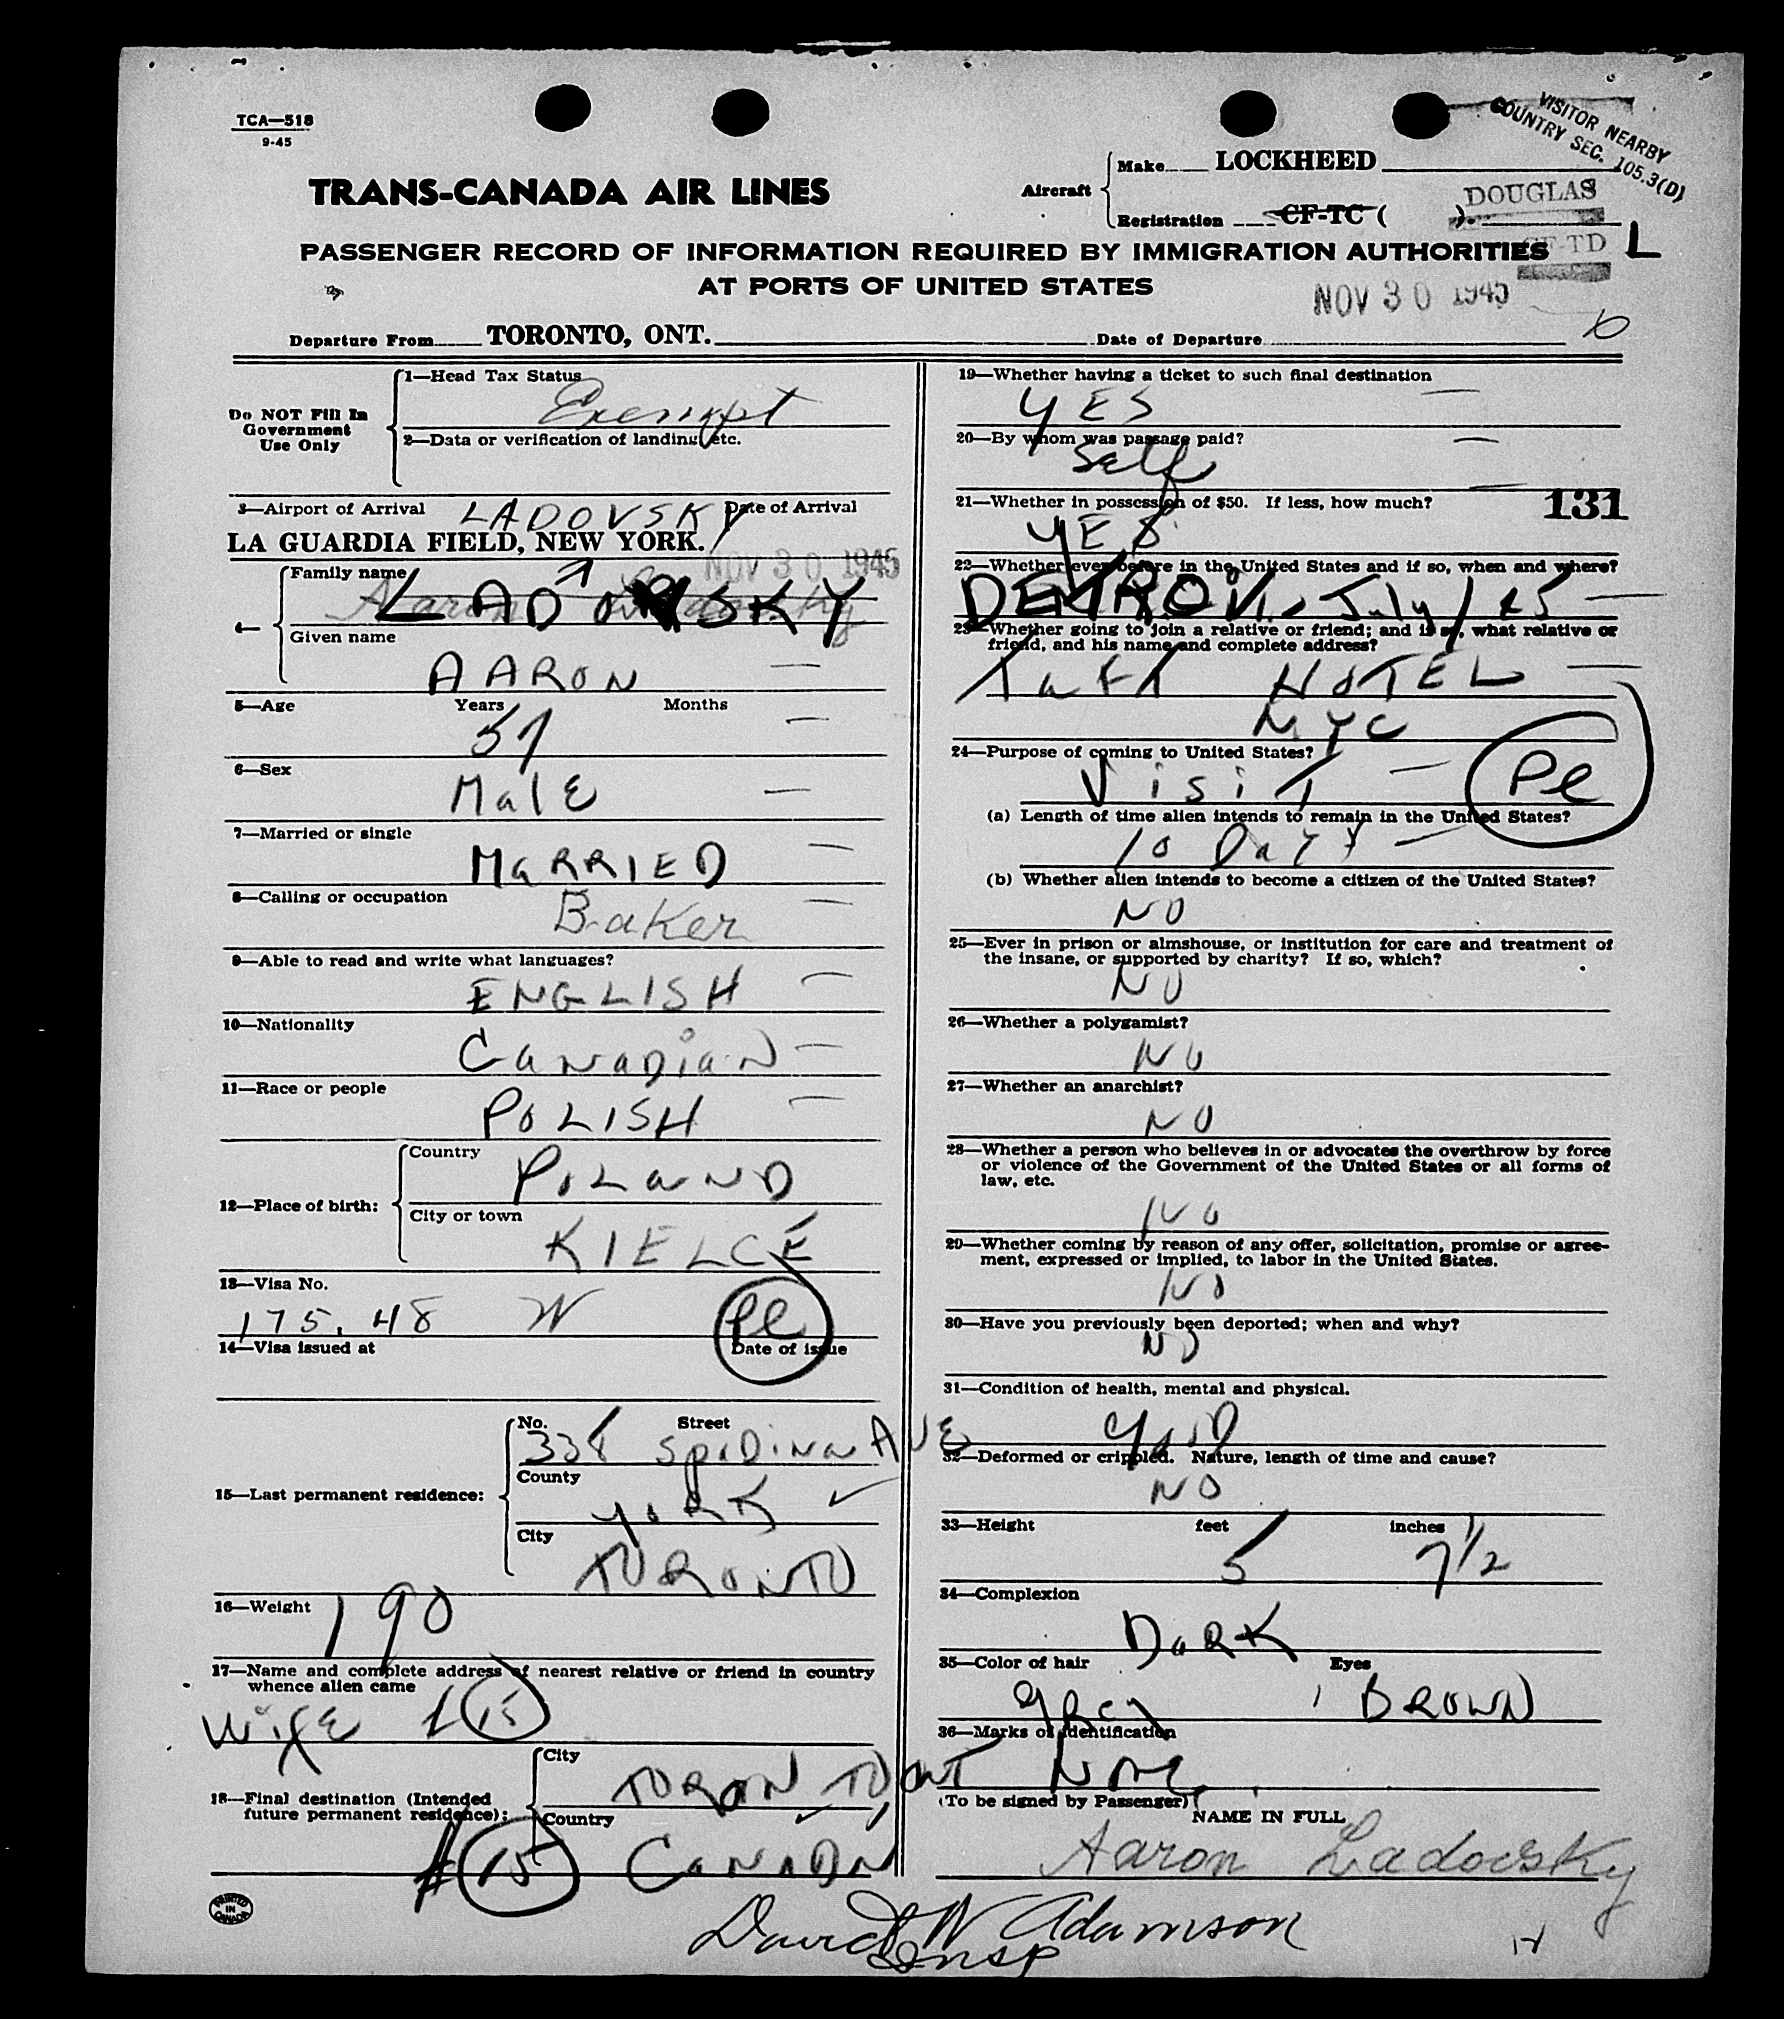 TCA—518
9-45
VISITOR NEARBY
COUNTRY SEC. 105.3(D)
TRANS-CANADA AIR LINES
Aircraft
Make LOCKHEED
DOUGLAS
Registration CF-TC ( ).
CF-TD L
PASSENGER RECORD OF INFORMATION REQUIRED BY IMMIGRATION AUTHORITIES
AT PORTS OF UNITED STATES
NOV 30 1945
Departure From TORONTO, ONT. Date of Departure
Do NOT Fill In
Government
Use Only
1—Head Tax Status
Exempt
2—Data or verification of landing, etc.
3—Airport of Arrival LADOVSKY Date of Arrival
LA GUARDIA FIELD, NEW YORK.
NOV 30 1945
4—
Family name
Aaron Ladovsky
LADOVSKY
Given name
AARON
5—Age Years Months
57
6—Sex
MalE
7—Married or single
MaRRIED
8—Calling or occupation
Baker
9—Able to read and write what languages?
ENGLISH
10—Nationality
CaNaDiaN
11—Race or people
POLISH
12—Place of birth:
Country
POLaND
City or town
KIELCE
13—Visa No.
175.48 W Pl
14—Visa issued at Date of issue
15—Last permanent residence:
No. Street
338 SpaDina AVE
County
YORK
City
TORONTO
16—Weight
190
17—Name and complete address of nearest relative or friend in country
whence alien came
WifE # 15
18—Final destination (Intended
future permanent residence):
City
TORONTO, ONT
Country
# 15 CANADA
19—Whether having a ticket to such final destination
YES
20—By whom was passage paid?
Self
21—Whether in possession of $50. If less, how much?
131
YES
22—Whether ever before in the United States and if so, when and where?
DETROIT. July / 45
23—Whether going to join a relative or friend; and if so, what relative or
friend, and his name and complete address?
TaFT HOTEL
NYC
24—Purpose of coming to United States?
VisiT
Pl
(a) Length of time alien intends to remain in the United States?
10 DaYs
(b) Whether alien intends to become a citizen of the United States?
NO
25—Ever in prison or almshouse, or institution for care and treatment of
the insane, or supported by charity? If so, which?
NO
26—Whether a polygamist?
NO
27—Whether an anarchist?
NO
28—Whether a person who believes in or advocates the overthrow by force
or violence of the Government of the United States or all forms of
law, etc.
NO
29—Whether coming by reason of any offer, solicitation, promise or agree-
ment, expressed or implied, to labor in the United States.
NO
30—Have you previously been deported; when and why?
NO
31—Condition of health, mental and physical.
gooD
32—Deformed or crippled. Nature, length of time and cause?
NO
33—Height feet inches
5 7 1/2
34—Complexion
DaRK
35—Color of hair Eyes
gRey BROWN
36—Marks of identification
None
(To be signed by Passenger)
NAME IN FULL
Aaron Ladovsky
PRINTED
IN
CANADA
David W Adamson
Insp